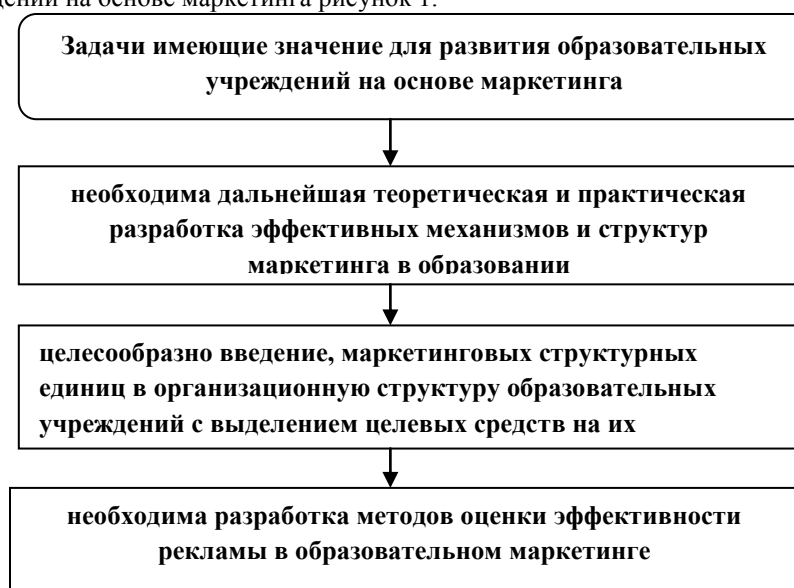 дений на основе маркетинга рисунок 1.
Задачи имеющие значение для развития образовательных
учреждений на основе маркетинга
необходима дальнейшая теоретическая и практическая
разработка эффективных механизмов и структур
маркетинга в образовании
целесообразно введение, маркетинговых структурных
единиц в организационную структуру образовательных
учреждений с выделением целевых средств на их
необходима разработка методов оценки эффективности
рекламы в образовательном маркетинге